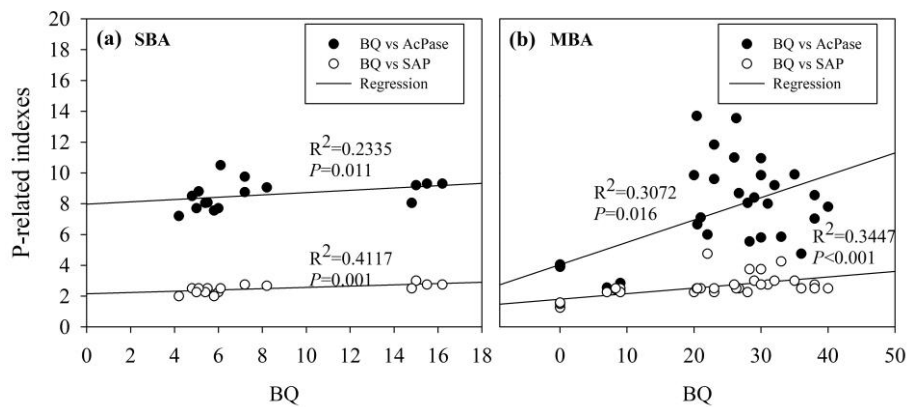 P-related indexes
20
18
16
14
12
10
8
6
4
2
0
(a) SBA
BQ vs AcPase
BQ vs SAP
Regression
R²=0.2335
P=0.011
R²=0.4117
P=0.001
0 2 4 6 8 10 12 14 16 18
BQ
(b) MBA
BQ vs AcPase
BQ vs SAP
Regression
R²=0.3072
P=0.016
R²=0.3447
P<0.001
0 10 20 30 40 50
BQ